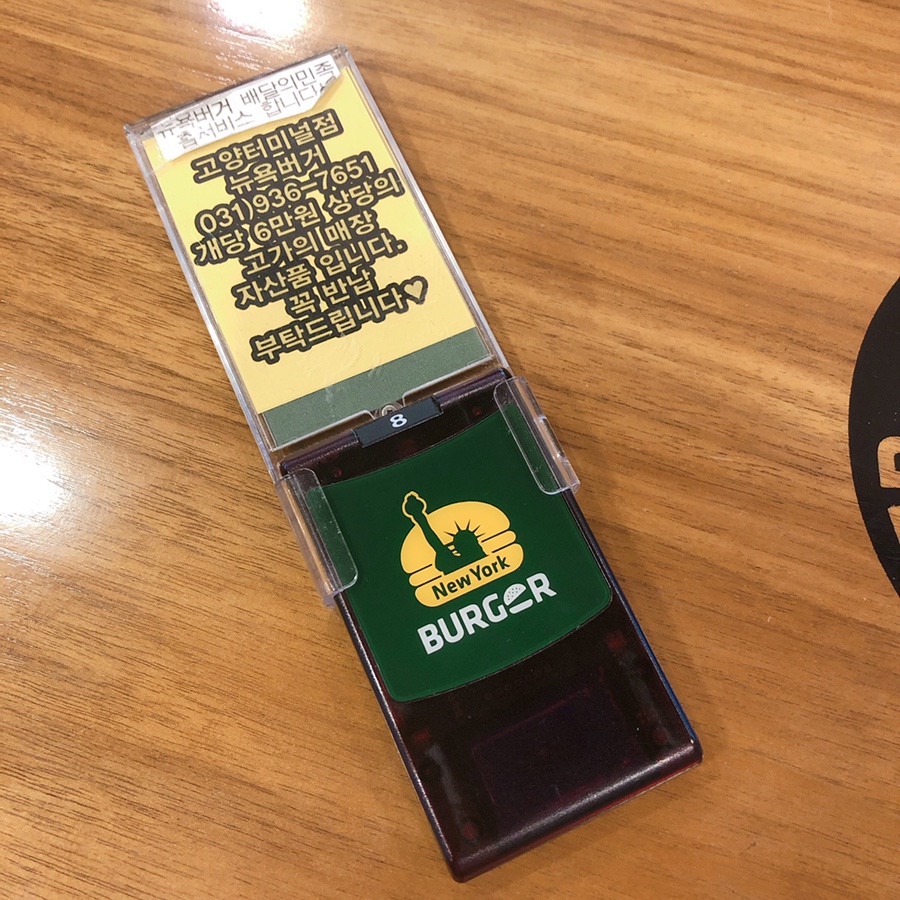 뉴욕버거 배달의민족
홈서비스 합니다
고양터미널점
뉴욕버거
031)936-7651
개당 6만원 상당의
고가의 매장
자산품 입니다.
꼭 반납
부탁드립니다♡
8
New York
BURGER